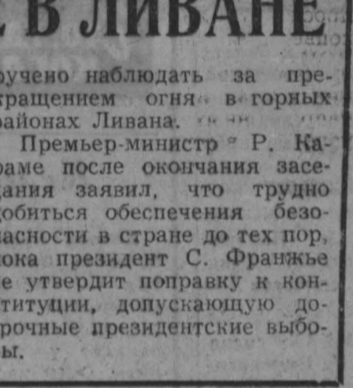 В ЛИВАНЕ
ручено наблюдать за пре-
кращением огня в горных
районах Ливана.
Премьер-министр Р. Ка-
раме после окончания засе-
дания заявил, что трудно
добиться обеспечения безо-
пасности в стране до тех пор,
пока президент С. Франжье
не утвердит поправку к кон-
ституции, допускающую до-
срочные президентские выбо-
ры.